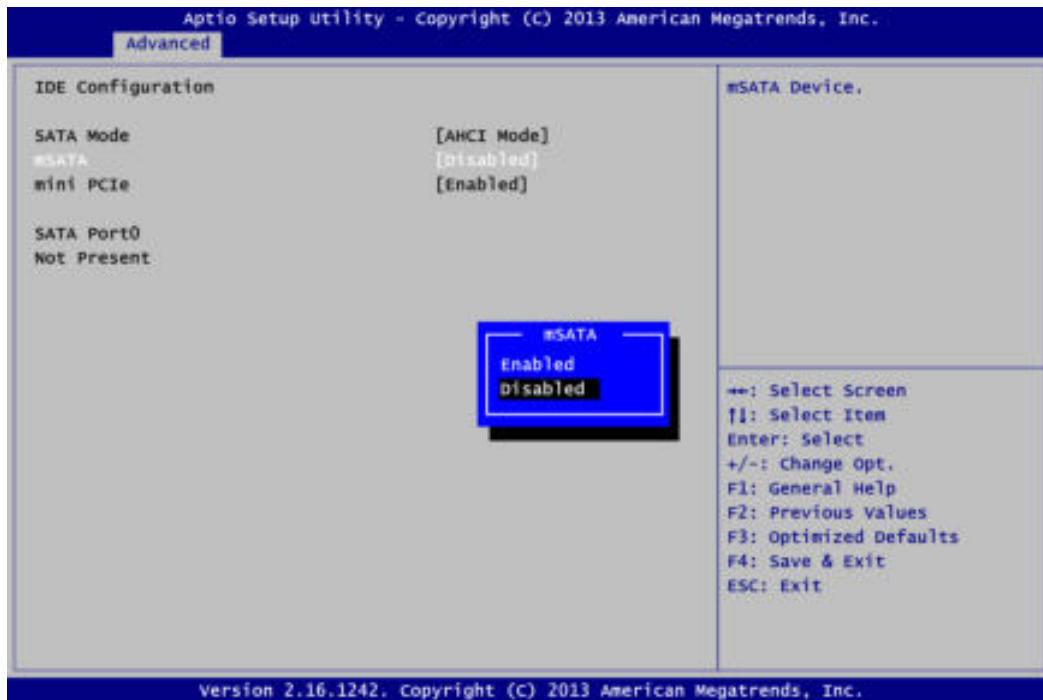 Aptio Setup Utility - Copyright (C) 2013 American Megatrends, Inc.
Advanced
IDE Configuration
SATA Mode [AHCI Mode]
mSATA [Disabled]
mini PCIe [Enabled]
SATA Port0
Not Present
mSATA Device.
mSATA
Enabled
Disabled
→←: Select Screen
↑↓: Select Item
Enter: Select
+/-: Change Opt.
F1: General Help
F2: Previous Values
F3: Optimized Defaults
F4: Save & Exit
ESC: Exit
Version 2.16.1242. Copyright (C) 2013 American Megatrends, Inc.